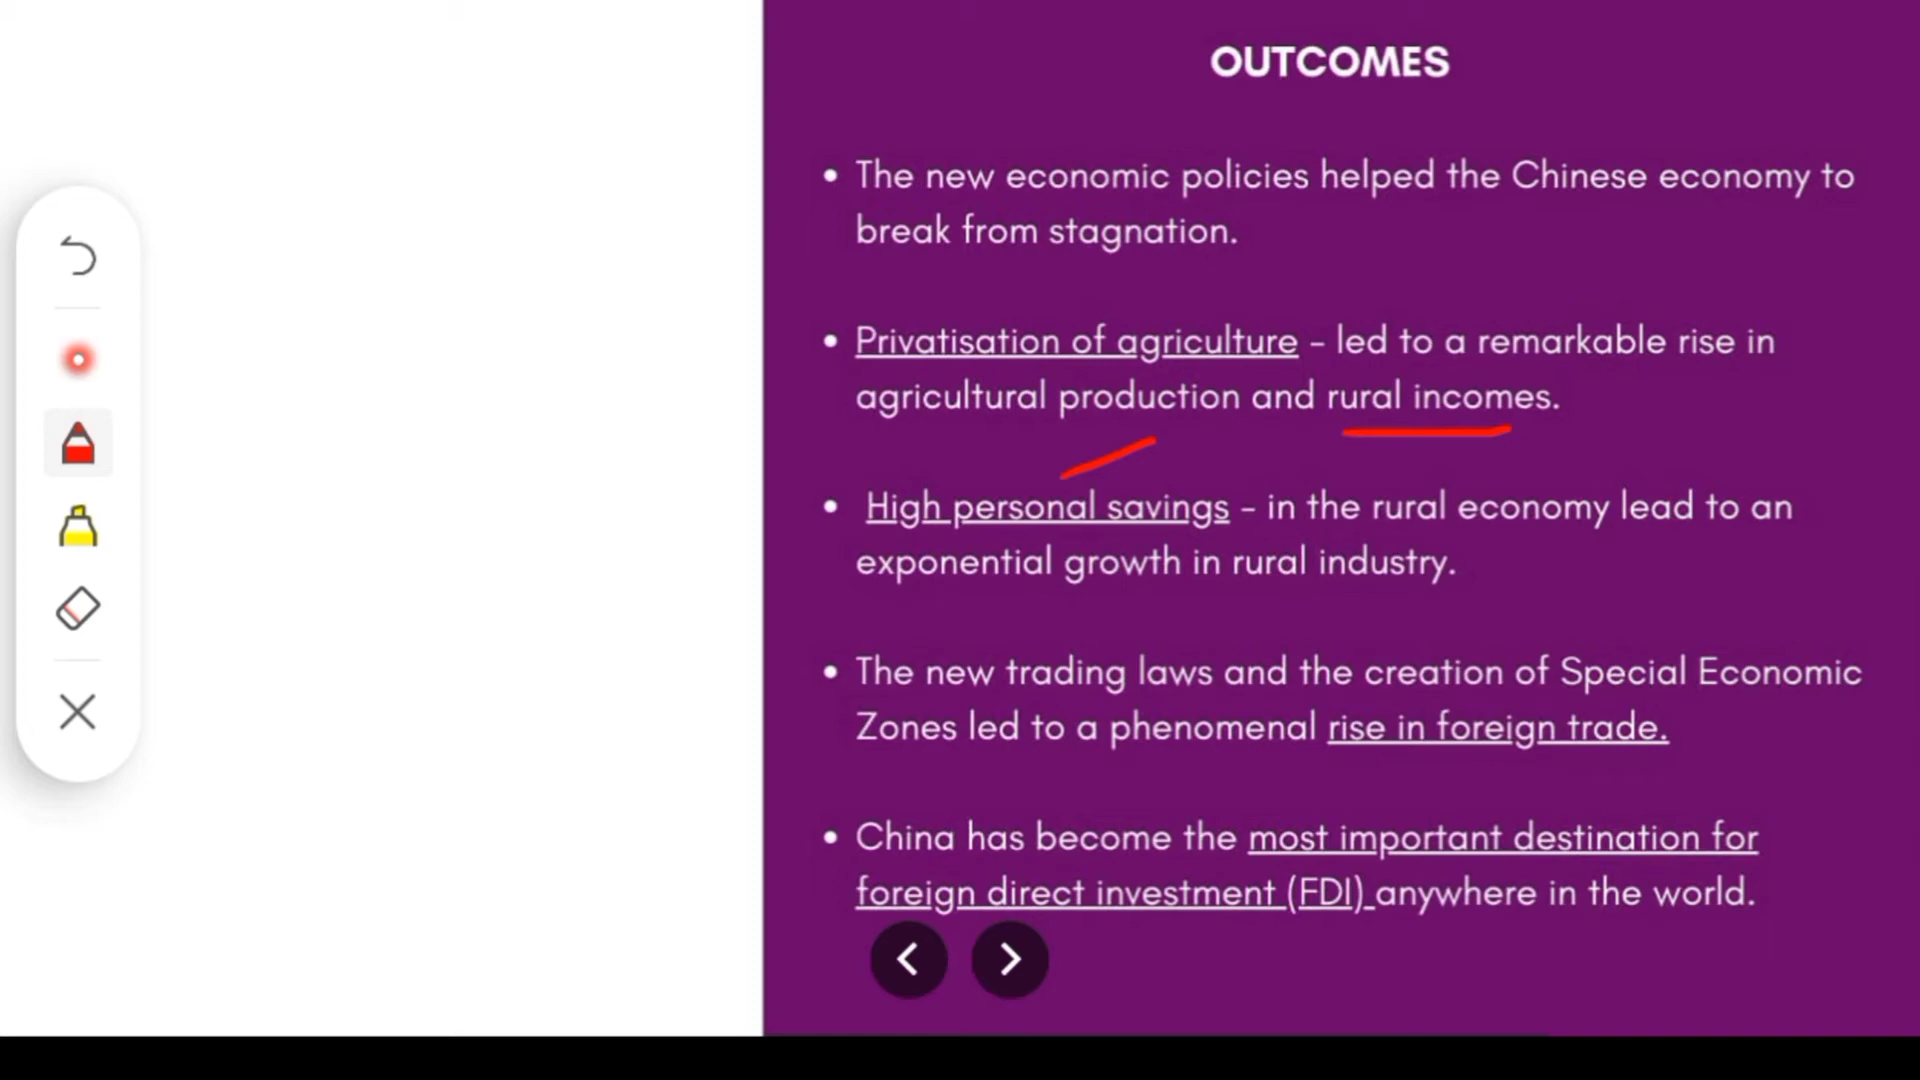 OUTCOMES
• The new economic policies helped the Chinese economy to
break from stagnation.
• Privatisation of agriculture - led to a remarkable rise in
agricultural production and rural incomes.
• High personal savings - in the rural economy lead to an
exponential growth in rural industry.
• The new trading laws and the creation of Special Economic
Zones led to a phenomenal rise in foreign trade.
• China has become the most important destination for
foreign direct investment (FDI) anywhere in the world.